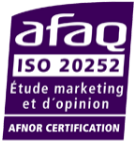 afaq
ISO 20252
Étude marketing
et d'opinion
AFNOR CERTIFICATION